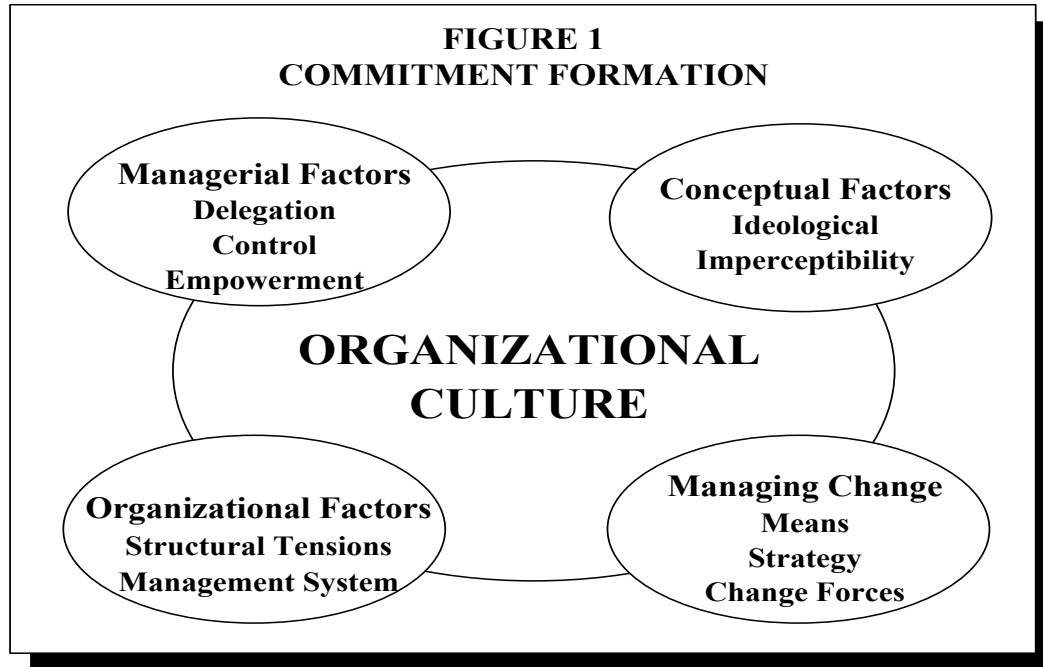 FIGURE 1
COMMITMENT FORMATION
Managerial Factors
Delegation
Control
Empowerment
Conceptual Factors
Ideological
Imperceptibility
ORGANIZATIONAL
CULTURE
Organizational Factors
Structural Tensions
Management System
Managing Change
Means
Strategy
Change Forces